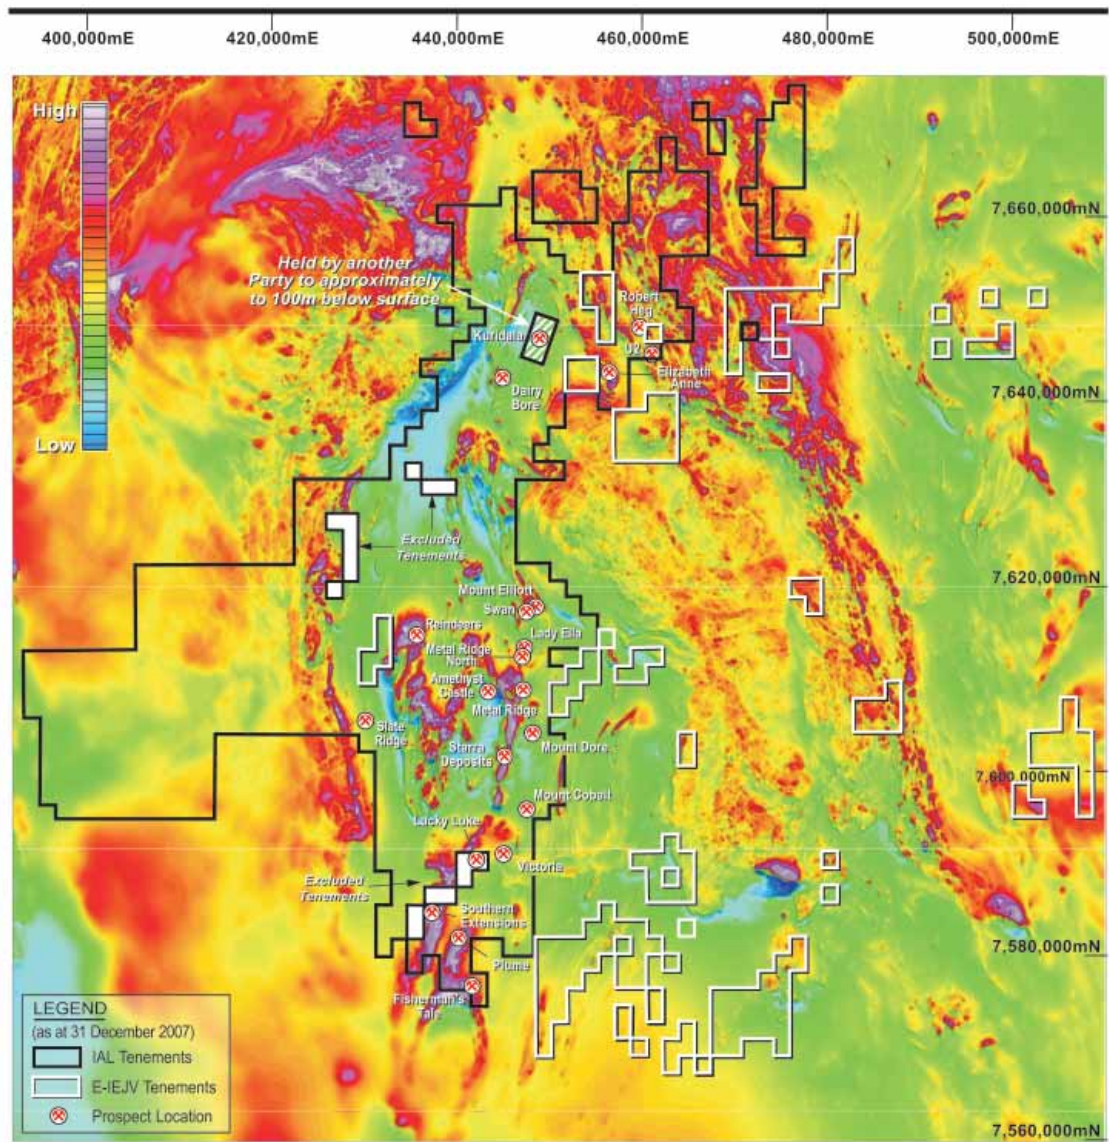 400,000mE
420,000mE
440,000mE
460,000mE
480,000mE
500,000mE
High
Low
7,660,000mN
Held by another
Party to approximately
to 100m below surface
Robert
Hag
Kuridala
U2
Elizabeth
Anne
Dairy
Bore
7,640,000mN
Excluded
Tenements
7,620,000mN
Mount Elliott
Swan
Reindeers
Lady Ella
Metal Ridge
North
Amethyst
Castle
Metal Ridge
Slate
Ridge
Mount Dore
Starra
Deposits
7,600,000mN
Mount Cobalt
Lucky Luke
Victoria
Excluded
Tenements
Southern
Extensions
7,580,000mN
Plume
Fisherman's
Tale
LEGEND
(as at 31 December 2007)
IAL Tenements
E-IEJV Tenements
Prospect Location
7,560,000mN